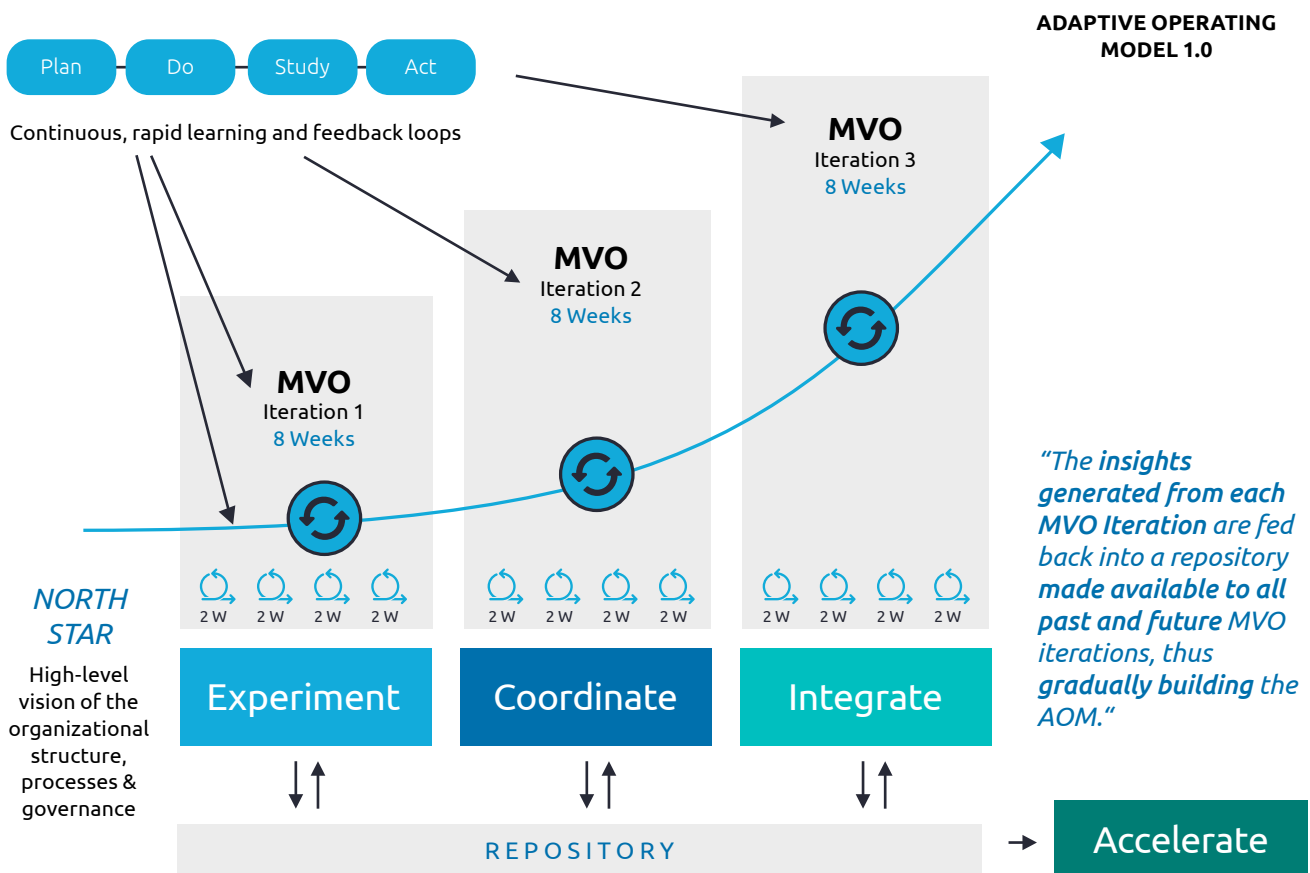 ADAPTIVE OPERATING
MODEL 1.0
Plan
Do
Study
Act
Continuous, rapid learning and feedback loops
MVO
Iteration 3
8 Weeks
MVO
Iteration 2
8 Weeks
MVO
Iteration 1
8 Weeks
“The insights
generated from each
MVO Iteration are fed
back into a repository
made available to all
past and future MVO
iterations, thus
gradually building the
AOM.“
NORTH
STAR
High-level
vision of the
organizational
structure,
processes &
governance
2 W
2 W
2 W
2 W
2 W
2 W
2 W
2 W
2 W
2 W
2 W
2 W
Experiment
Coordinate
Integrate
REPOSITORY
Accelerate